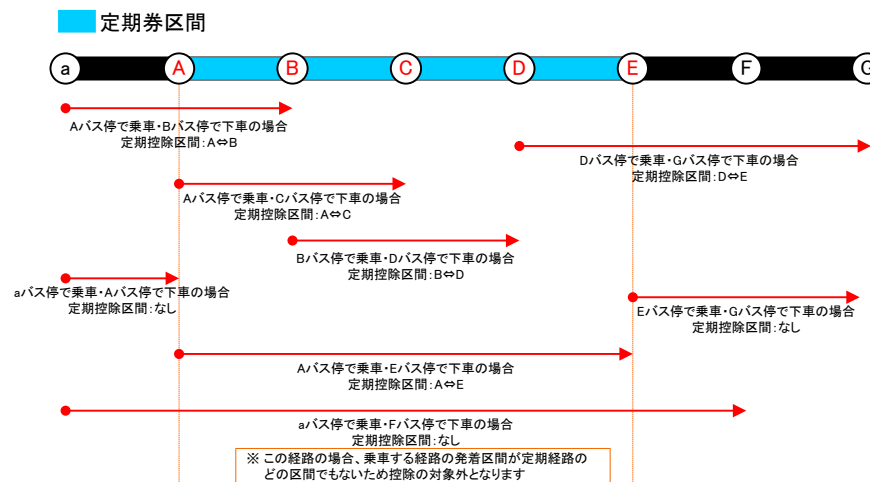 定期券区間
a A B C D E F G
Aバス停で乗車・Bバス停で下車の場合
定期控除区間:A⇔B
Dバス停で乗車・Gバス停で下車の場合
定期控除区間:D⇔E
Aバス停で乗車・Cバス停で下車の場合
定期控除区間:A⇔C
Bバス停で乗車・Dバス停で下車の場合
定期控除区間:B⇔D
aバス停で乗車・Aバス停で下車の場合
定期控除区間:なし
Eバス停で乗車・Gバス停で下車の場合
定期控除区間:なし
Aバス停で乗車・Eバス停で下車の場合
定期控除区間:A⇔E
aバス停で乗車・Fバス停で下車の場合
定期控除区間:なし
※ この経路の場合、乗車する経路の発着区間が定期経路の
どの区間でもないため控除の対象外となります